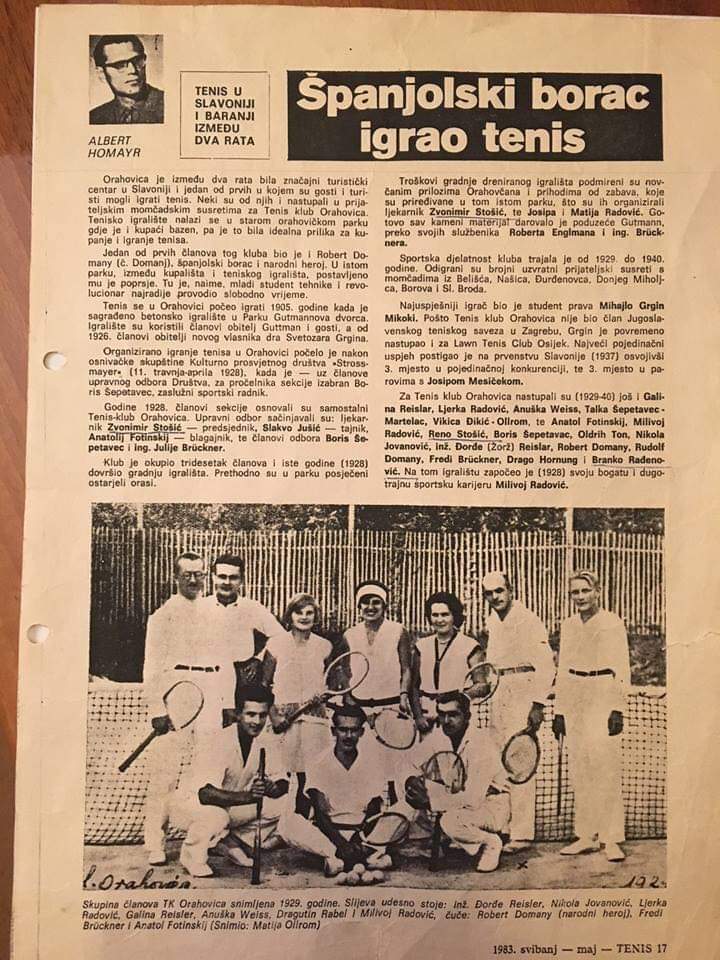 ALBERT
HOMAYR
TENIS U
SLAVONIJI
I BARANJI
IZMEĐU
DVA RATA
Španjolski borac
igrao tenis
Orahovica je između dva rata bila značajni turistički
centar u Slavoniji i jedan od prvih u kojem su gosti i turi-
sti mogli igrati tenis. Neki su od njih i nastupali u prija-
teljskim momčadskim susretima za Tenis klub Orahovica.
Tenisko igralište nalazi se u starom orahovičkom parku
gdje je i kupaći bazen, pa je to bila idealna prilika za ku-
panje i igranje tenisa.
Jedan od prvih članova tog kluba bio je i Robert Do-
many (č. Domanj), španjolski borac i narodni heroj. U istom
parku, između kupališta i teniskog igrališta, postavljeno
mu je poprsje. Tu je, naime, mladi student tehnike i revo-
lucionar najradije provodio slobodno vrijeme.
Tenis se u Orahovici počeo igrati 1905. godine kada je
sagrađeno betonsko igralište u Parku Gutmannova dvorca.
Igralište su koristili članovi obitelj Guttman i gosti, a od
1926. članovi obitelji novog vlasnika dra Svetozara Grgina.
Organizirano igranje tenisa u Orahovici počelo je nakon
osnivačke skupštine Kulturno prosvjetnog društva »Stross-
mayer« (11. travnja-aprila 1928), kada je — uz članove
upravnog odbora Društva, za pročelnika sekcije izabran Bo-
ris Šepetavec, zaslužni sportski radnik.
Godine 1928. članovi sekcije osnovali su samostalni
Tenis-klub Orahovica. Upravni odbor sačinjavali su: ljekar-
nik Zvonimir Stošić — predsjednik, Slakvo Jušić — tajnik,
Anatolij Fotinskij — blagajnik, te članovi odbora Boris Še-
petavec i ing. Julije Brückner.
Klub je okupio tridesetak članova i iste godine (1928)
dovršio gradnju igrališta. Prethodno su u parku posječeni
ostarjeli orasi.
Troškovi gradnje dreniranog igrališta podmireni su nov-
čanim prilozima Orahovčana i prihodima od zabava, koje
su priređivane u tom istom parku, što su ih organizirali
ljekarnik Zvonimir Stošić, te Josipa i Matija Radović. Go-
tovo sav kameni materijal darovalo je poduzeće Gutmann,
preko svojih službenika Roberta Englmana i ing. Brück-
nera.
Sportska djelatnost kluba trajala je od 1929. do 1940.
godine. Odigrani su brojni uzvratni prijateljski susreti s
momčadima iz Belišća, Našica, Đurđenovca, Donjeg Miholj-
ca, Borova i Sl. Broda.
Najuspješniji igrač bio je student prava Mihajlo Grgin
Mikoki. Pošto Tenis klub Orahovica nije bio član Jugosla-
venskog teniskog saveza u Zagrebu, Grgin je povremeno
nastupao i za Lawn Tenis Club Osijek. Najveći pojedinačni
uspjeh postigao je na prvenstvu Slavonije (1937) osvojivši
3. mjesto u pojedinačnoj konkurenciji, te 3. mjesto u pa-
rovima s Josipom Mesičekom.
Za Tenis klub Orahovica nastupali su (1929-40) još i Gali-
na Reislar, Ljerka Radović, Anuška Weiss, Talka Šepetavec-
Martelac, Vikica Đikić-Ollrom, te Anatol Fotinskij, Milivoj
Radović, Reno Stošić, Boris Šepetavac, Oldrih Ton, Nikola
Jovanović, inž. Đorđe (Žorž) Reislar, Robert Domany, Rudolf
Domany, Fredi Brückner, Drago Hornung i Branko Rađeno-
vić. Na tom igralištu započeo je (1928) svoju bogatu i dugo-
trajnu sportsku karijeru Milivoj Radović.
Orahovica
192
Skupina članova TK Orahovica snimljena 1929. godine. Slijeva udesno stoje: inž. Đorđe Reisler, Nikola Jovanović, Ljerka
Radović, Galina Reisler, Anuška Weiss, Dragutin Rabel i Milivoj Radović, čuče: Robert Domany (narodni heroj), Fredi
Brückner i Anatol Fotinskij (Snimio: Matija Ollrom)
1983. svibanj — maj — TENIS 17